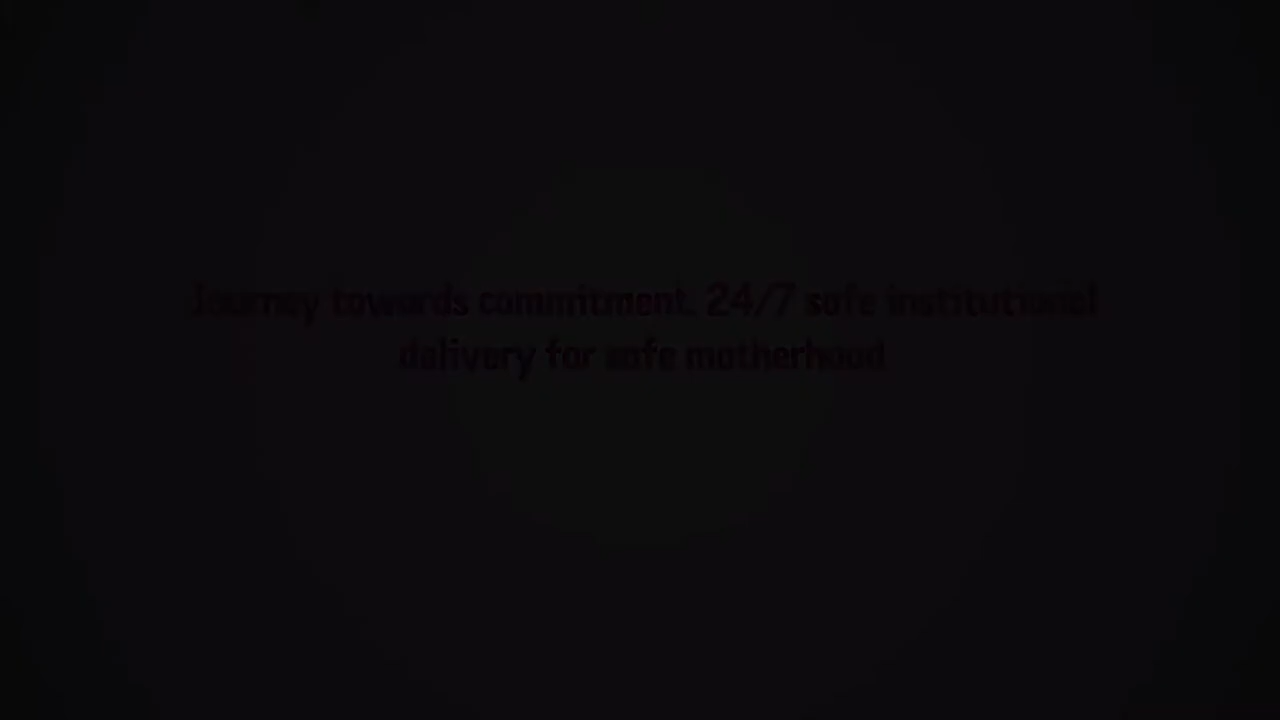 Journey towards commitment, 24/7 safe institutional
delivery for safe motherhood